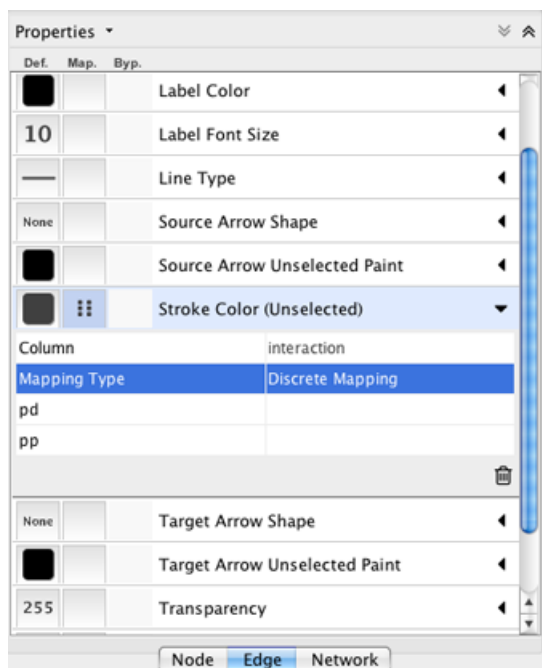 Properties
Def. Map. Byp.
Label Color
10 Label Font Size
Line Type
None Source Arrow Shape
Source Arrow Unselected Paint
Stroke Color (Unselected)
Column interaction
Mapping Type Discrete Mapping
pd
pp
None Target Arrow Shape
Target Arrow Unselected Paint
255 Transparency
Node Edge Network